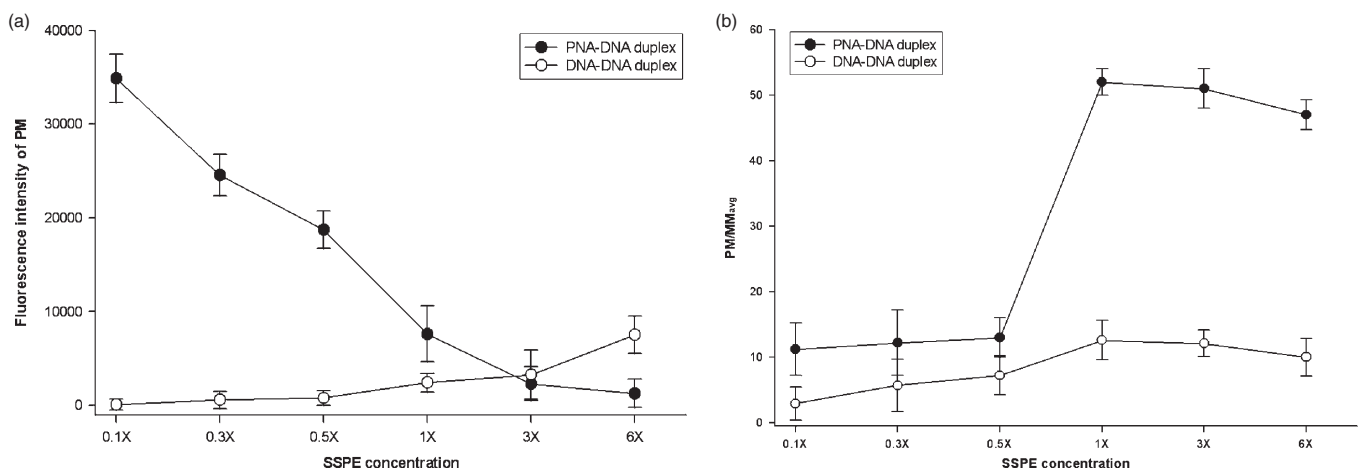 (a)
40000
30000
20000
10000
0
Fluorescence intensity of PM
PNA-DNA duplex
DNA-DNA duplex
0.1X 0.3X 0.5X 1X 3X 6X
SSPE concentration
(b)
60
50
40
30
20
10
0
PM/MMavg
PNA-DNA duplex
DNA-DNA duplex
0.1X 0.3X 0.5X 1X 3X 6X
SSPE concentration